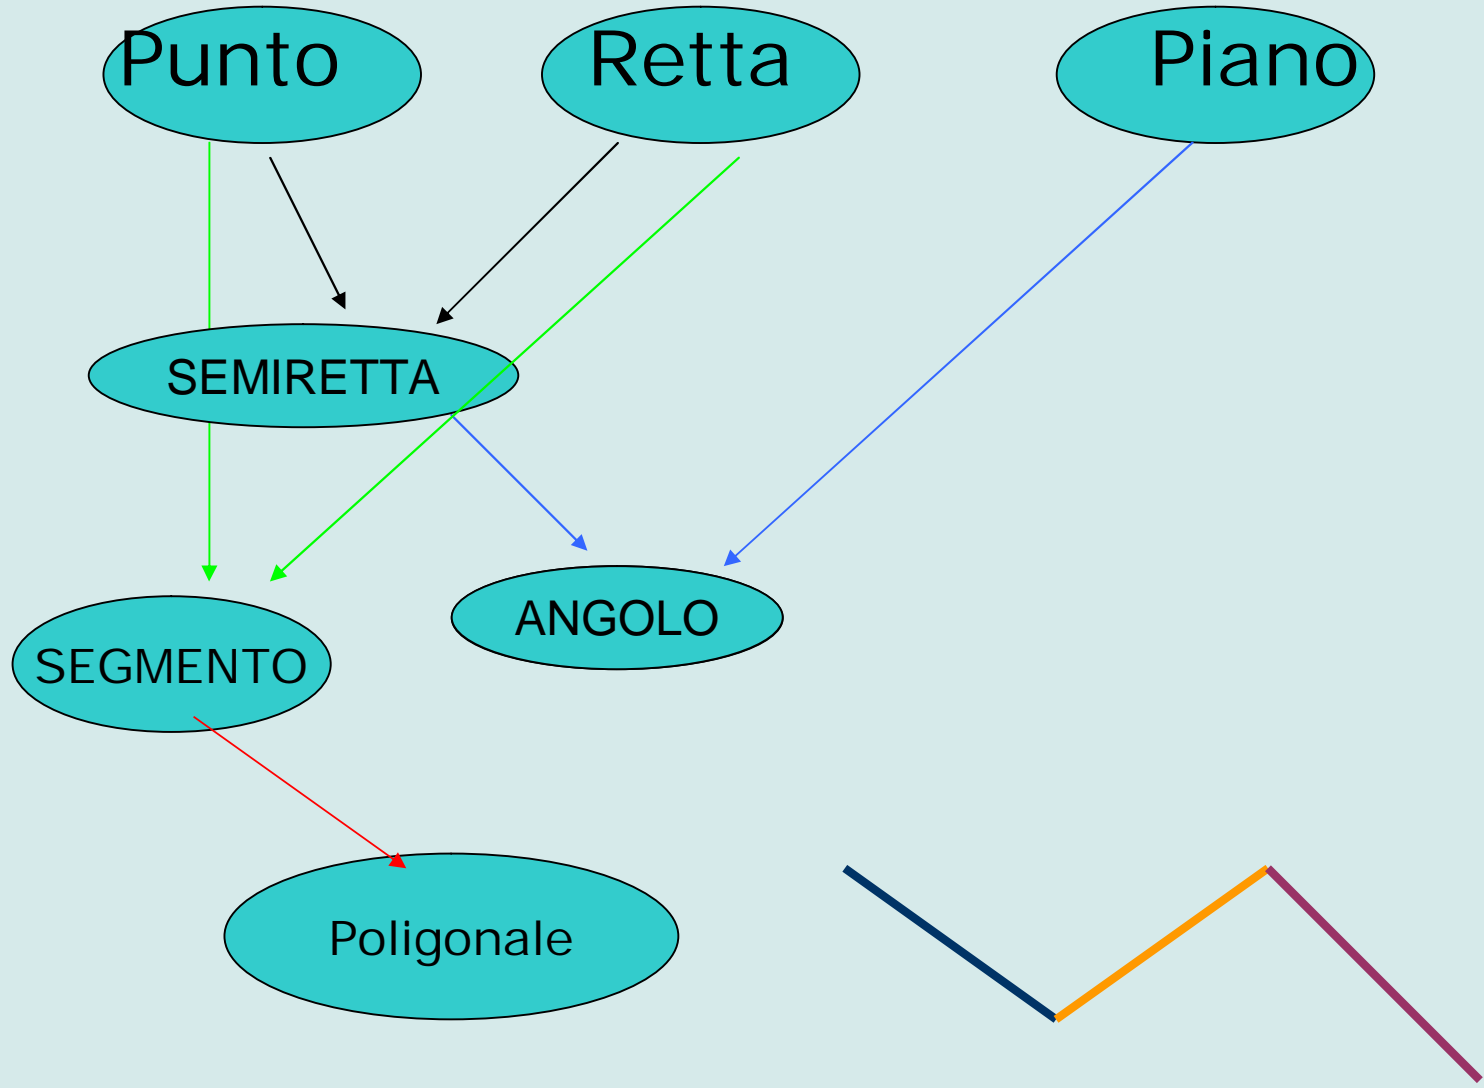 Punto
Retta
Piano
SEMIRETTA
ANGOLO
SEGMENTO
Poligonale